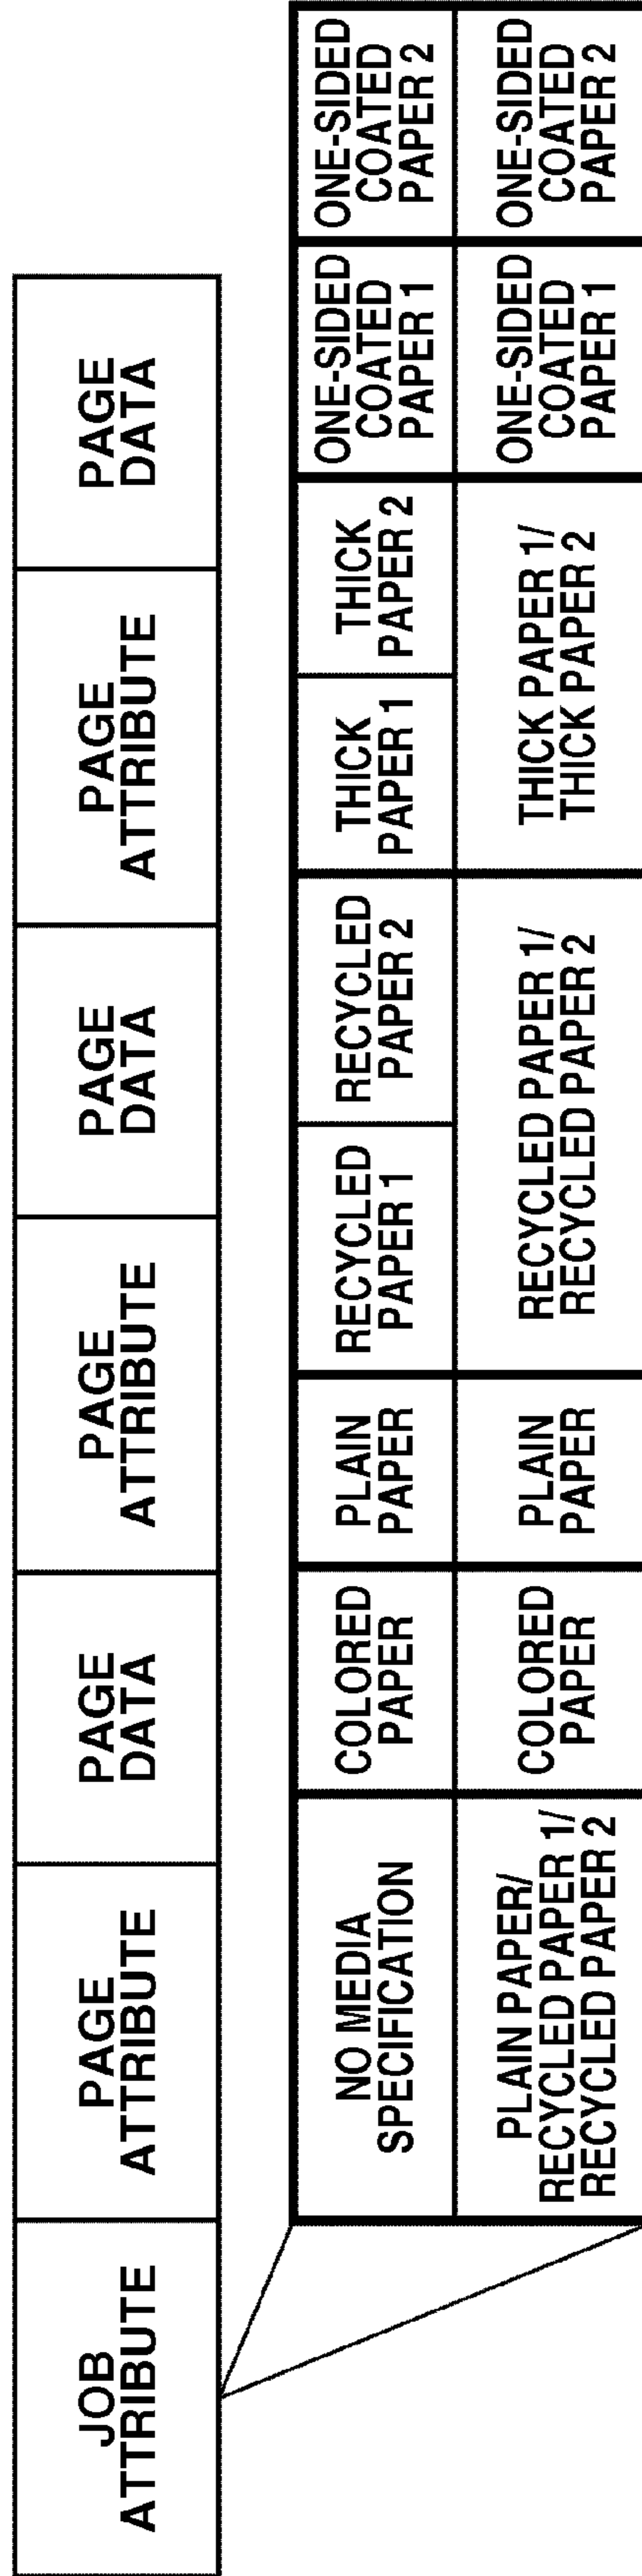 JOB
ATTRIBUTE
PAGE
ATTRIBUTE
PAGE
DATA
PAGE
ATTRIBUTE
PAGE
DATA
PAGE
ATTRIBUTE
PAGE
DATA
NO MEDIA
SPECIFICATION
COLORED
PAPER
PLAIN
PAPER
RECYCLED
PAPER 1
RECYCLED
PAPER 2
THICK
PAPER 1
THICK
PAPER 2
ONE-SIDED
COATED
PAPER 1
ONE-SIDED
COATED
PAPER 2
PLAIN PAPER/
RECYCLED PAPER 1/
RECYCLED PAPER 2
COLORED
PAPER
PLAIN
PAPER
RECYCLED PAPER 1/
RECYCLED PAPER 2
THICK PAPER 1/
THICK PAPER 2
ONE-SIDED
COATED
PAPER 1
ONE-SIDED
COATED
PAPER 2